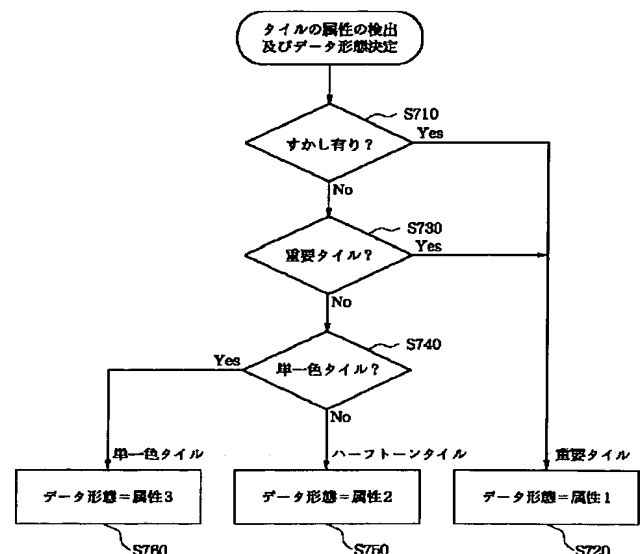 タイルの属性の検出
及びデータ形態決定
S710
すかし有り？
Yes
No
S730
重要タイル？
Yes
No
S740
単一色タイル？
Yes
No
単一色タイル
ハーフトーンタイル
重要タイル
データ形態＝属性3
データ形態＝属性2
データ形態＝属性1
S760
S750
S720